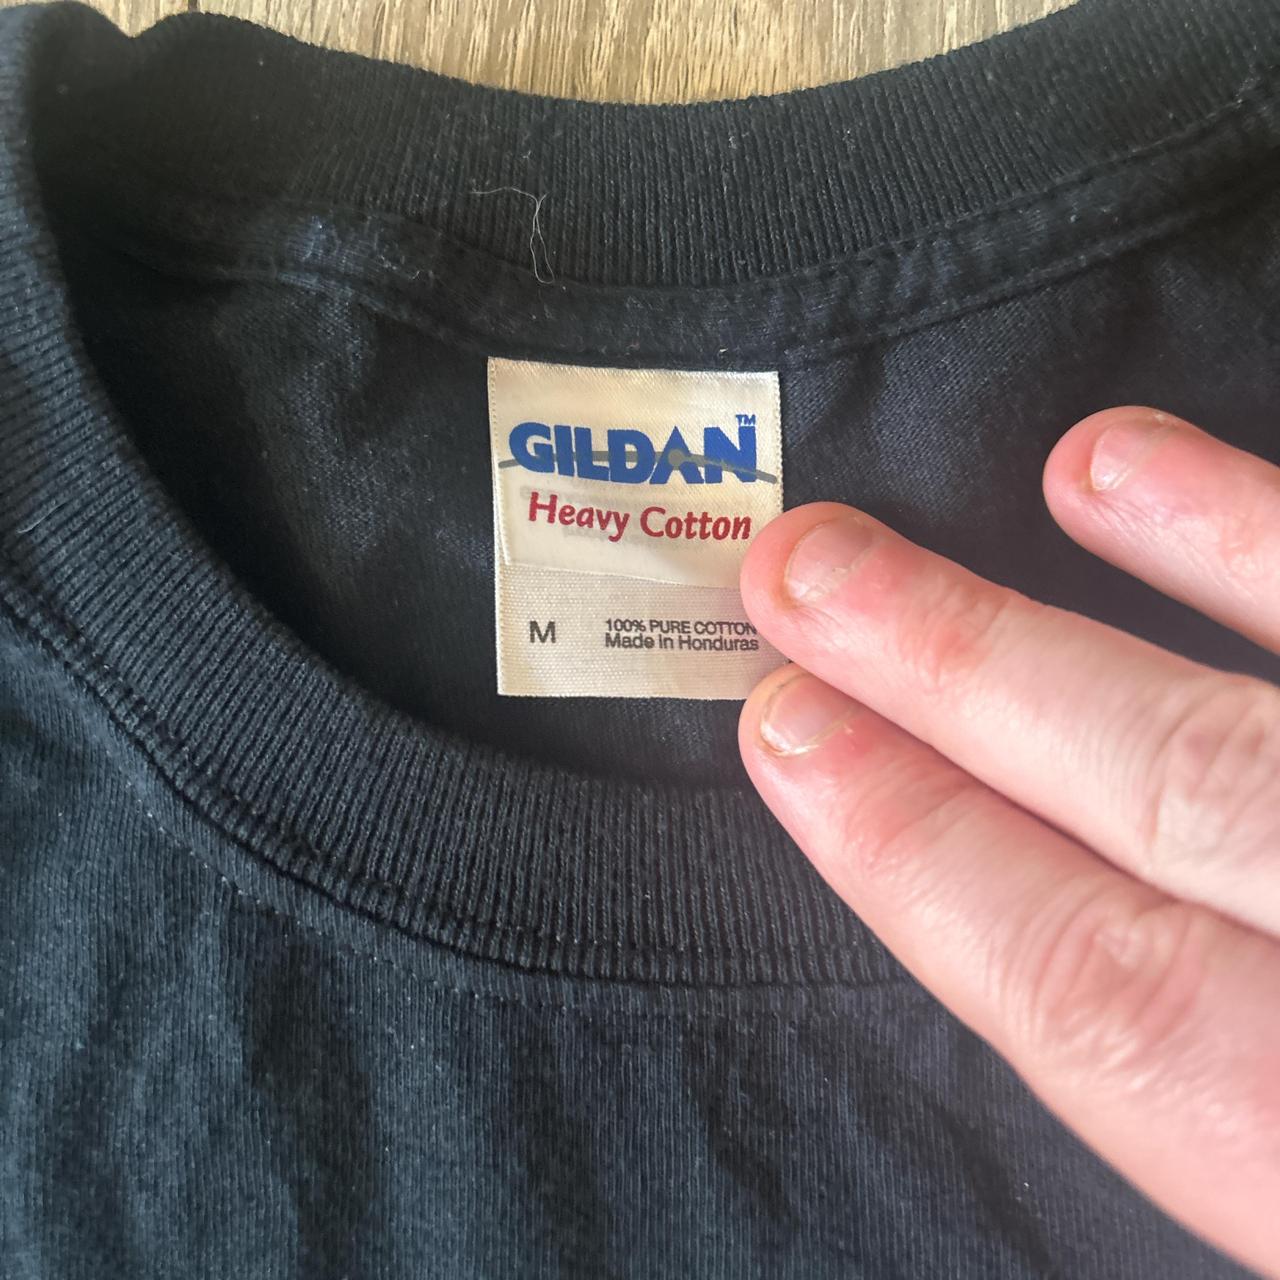 GILDAN™
Heavy Cotton
M
100% PURE COTTON
Made In Honduras